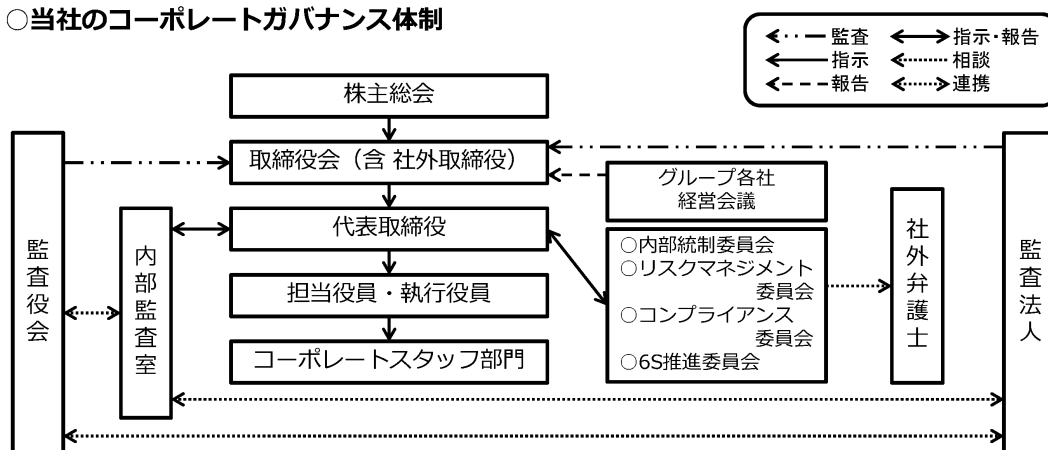 ○当社のコーポレートガバナンス体制
監査
指示・報告
指示
相談
報告
連携
株主総会
取締役会（含 社外取締役）
グループ各社
経営会議
代表取締役
○内部統制委員会
○リスクマネジメント
委員会
○コンプライアンス
委員会
○6S推進委員会
担当役員・執行役員
コーポレートスタッフ部門
監査役会
内部監査室
社外弁護士
監査法人